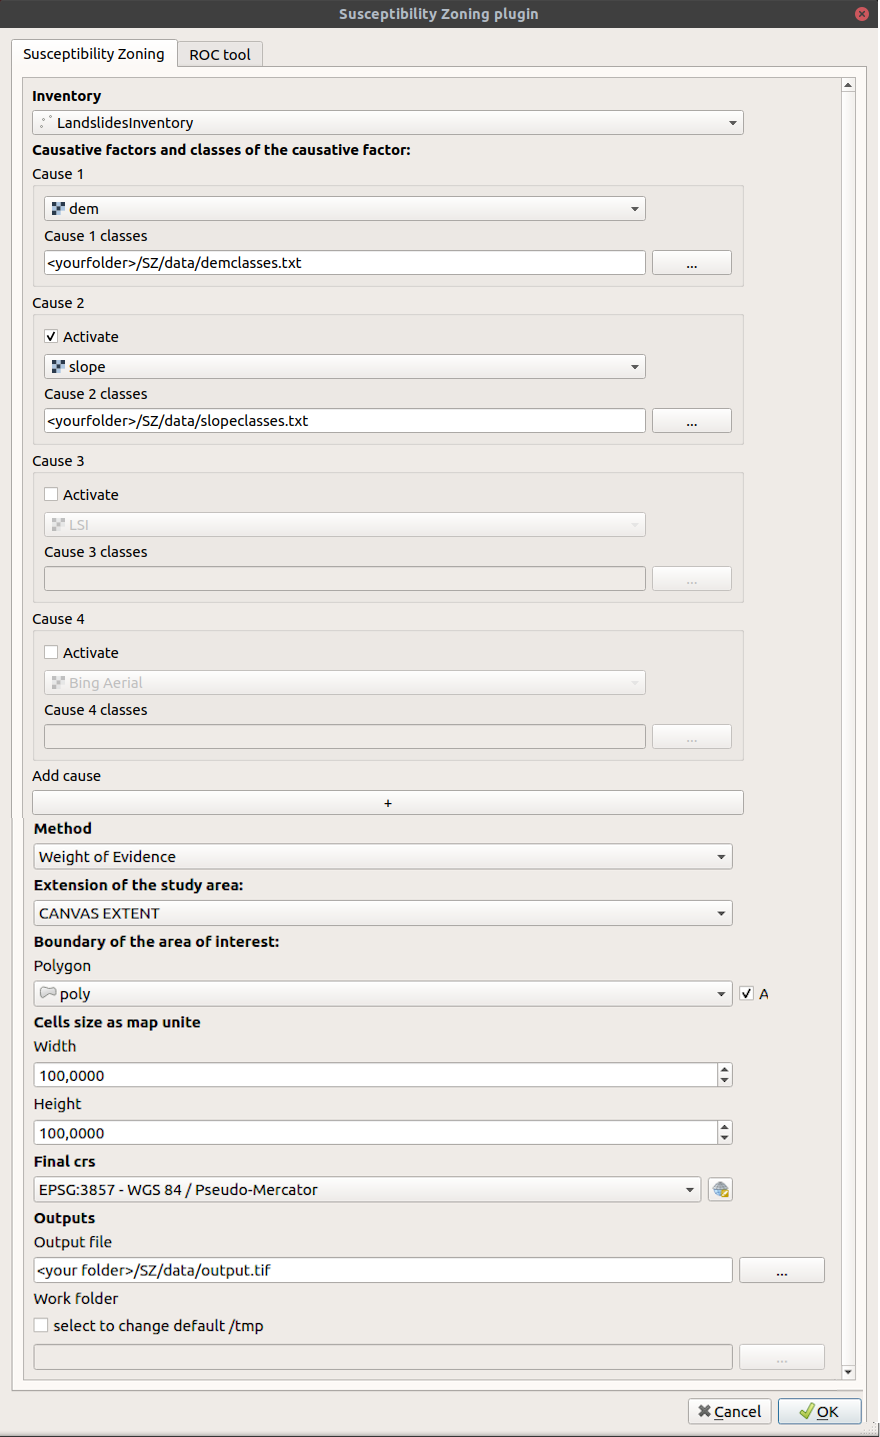 Susceptibility Zoning plugin
Susceptibility Zoning
ROC tool
Inventory
LandslidesInventory
Causative factors and classes of the causative factor:
Cause 1
dem
Cause 1 classes
<yourfolder>/SZ/data/demclasses.txt
...
Cause 2
Activate
slope
Cause 2 classes
<yourfolder>/SZ/data/slopeclasses.txt
...
Cause 3
Activate
LSI
Cause 3 classes
...
Cause 4
Activate
Bing Aerial
Cause 4 classes
...
Add cause
+
Method
Weight of Evidence
Extension of the study area:
CANVAS EXTENT
Boundary of the area of interest:
Polygon
poly
A
Cells size as map unite
Width
100,0000
Height
100,0000
Final crs
EPSG:3857 - WGS 84 / Pseudo-Mercator
Outputs
Output file
<your folder>/SZ/data/output.tif
...
Work folder
select to change default /tmp
...
Cancel
OK